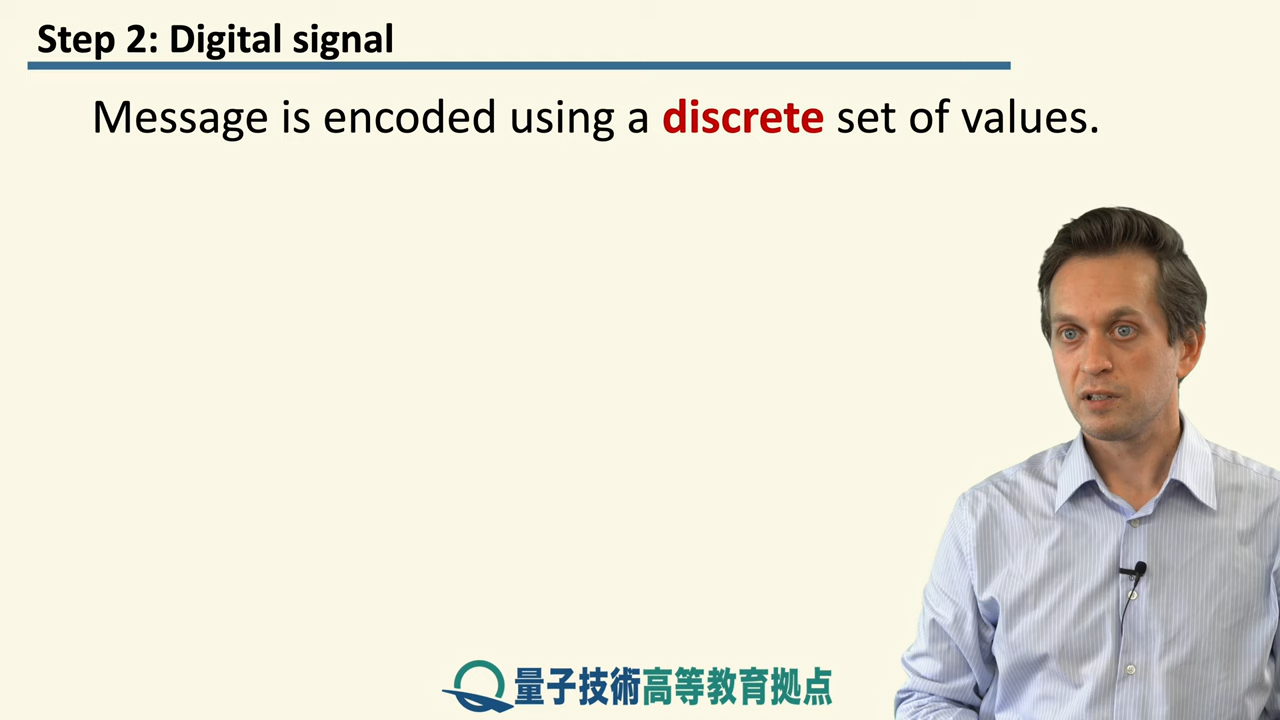 Step 2: Digital signal
Message is encoded using a discrete set of values.
量子技術高等教育拠点